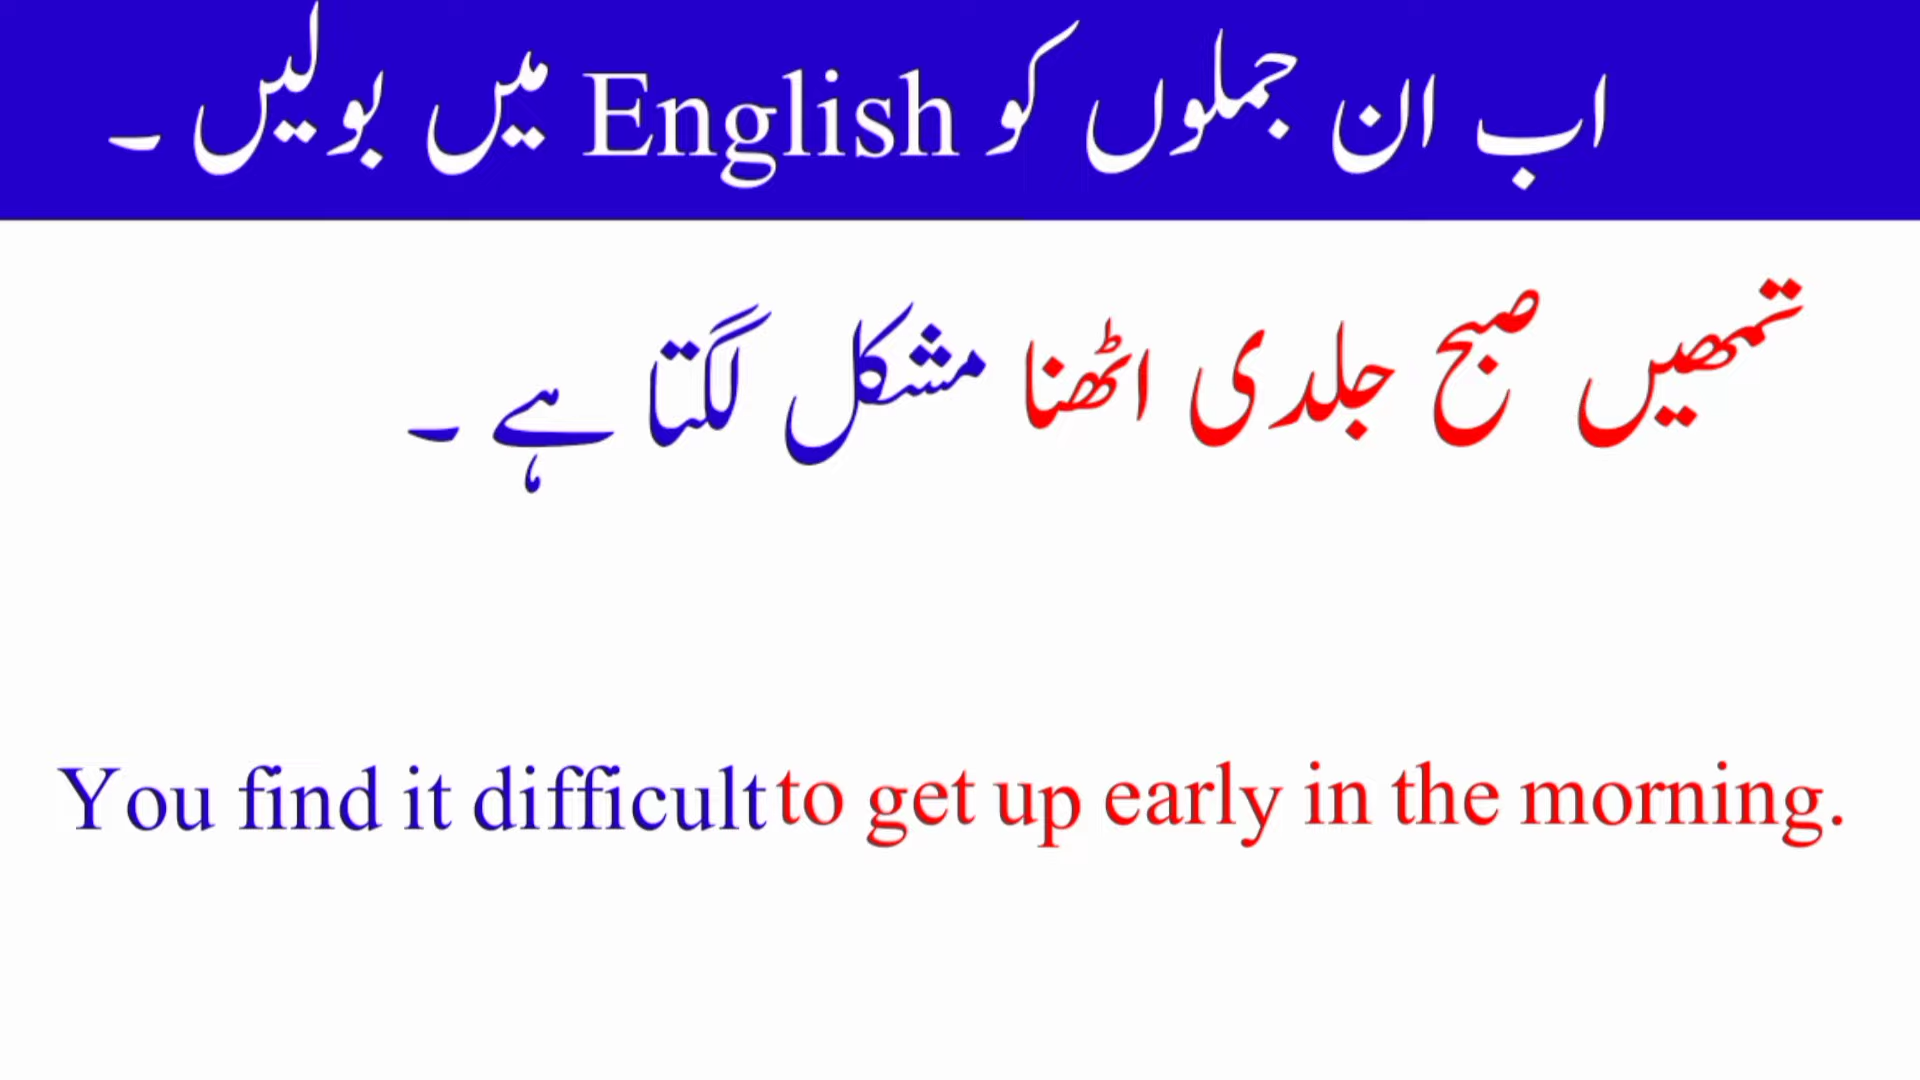 اب ان جملوں کو English میں بولیں ۔
تمھیں صبح جلدی اٹھنا مشکل لگتا ہے ۔
You find it difficult to get up early in the morning.